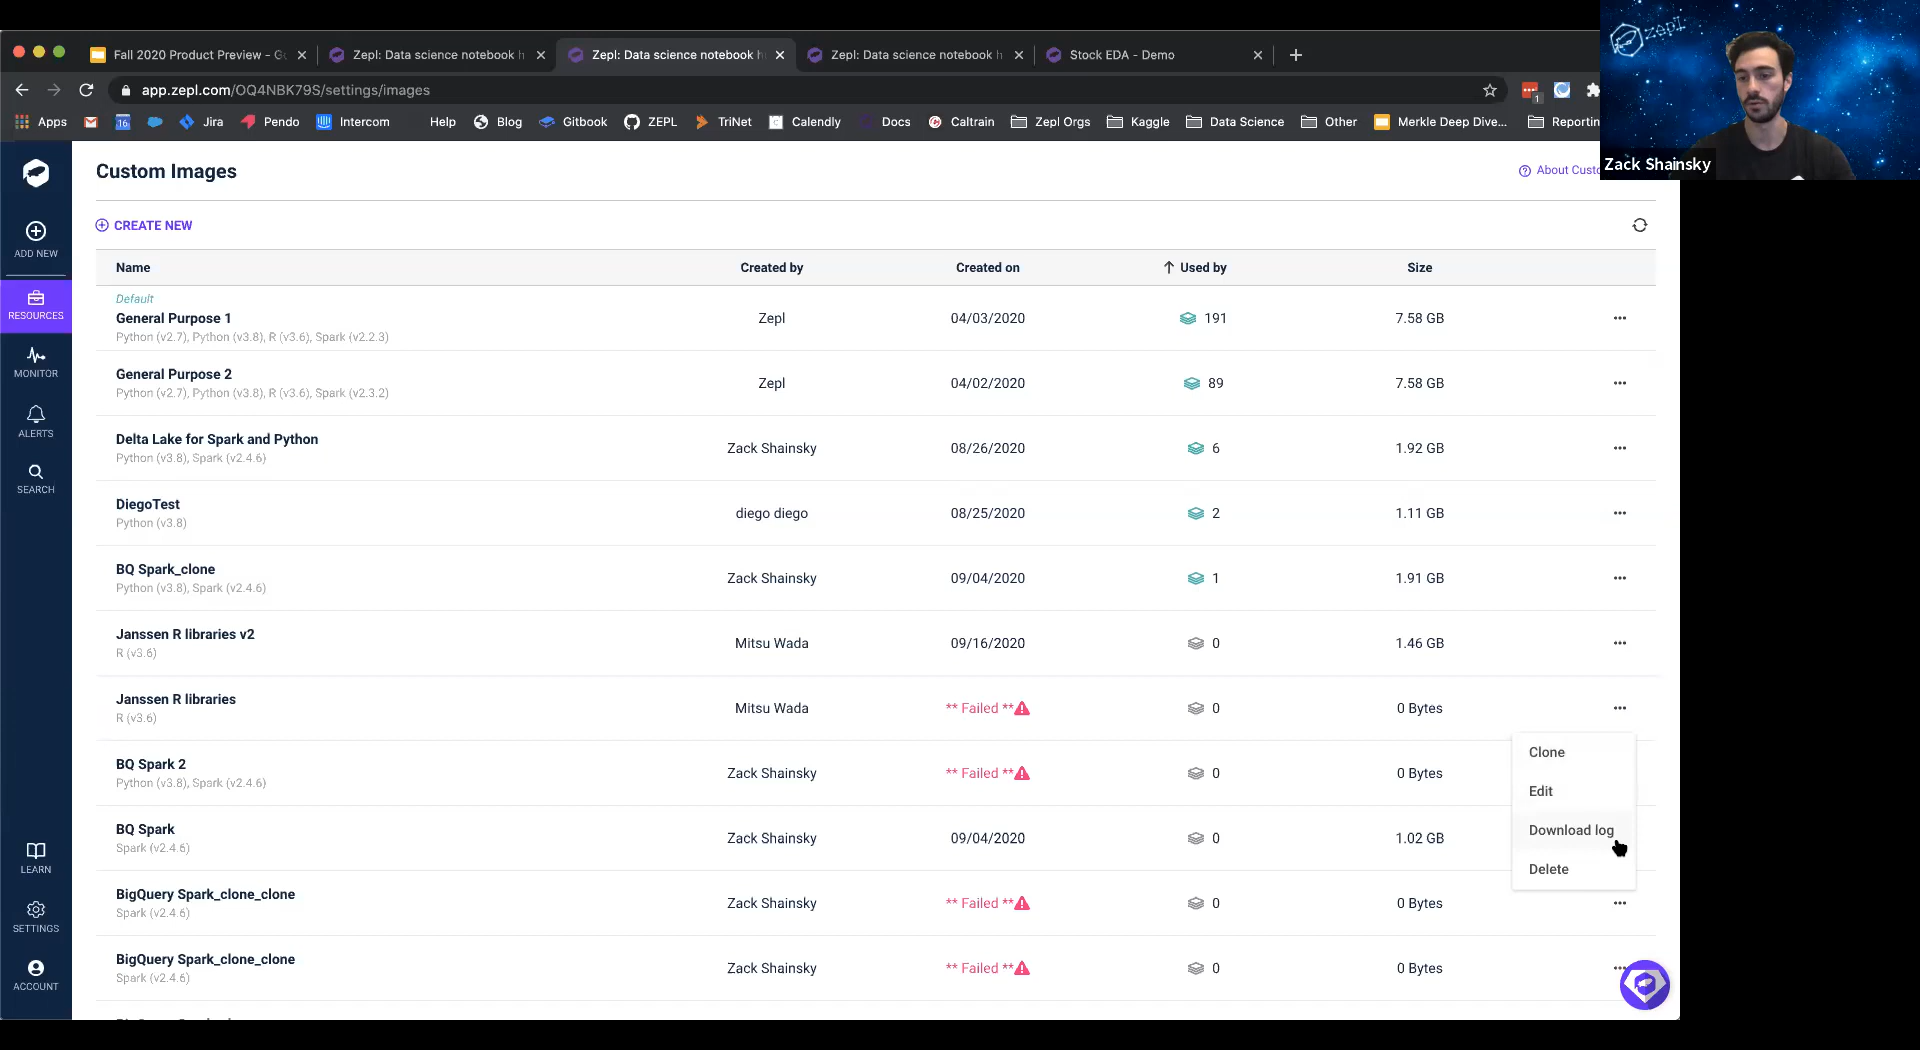 Fall 2020 Product Preview - G
Zepl: Data science notebook h
Zepl: Data science notebook h
Zepl: Data science notebook h
Stock EDA - Demo
app.zepl.com/OQ4NBK79S/settings/images
1
Apps
16
Jira
Pendo
Intercom
Help
Blog
Gitbook
ZEPL
TriNet
Calendly
Docs
Caltrain
Zepl Orgs
Kaggle
Data Science
Other
Merkle Deep Dive...
Reportin
zepl
Zack Shainsky
Custom Images
About Custo
CREATE NEW
Name Created by Created on Used by Size
Default
General Purpose 1 Zepl 04/03/2020 191 7.58 GB
Python (v2.7), Python (v3.8), R (v3.6), Spark (v2.2.3)
General Purpose 2 Zepl 04/02/2020 89 7.58 GB
Python (v2.7), Python (v3.8), R (v3.6), Spark (v2.3.2)
Delta Lake for Spark and Python Zack Shainsky 08/26/2020 6 1.92 GB
Python (v3.8), Spark (v2.4.6)
DiegoTest diego diego 08/25/2020 2 1.11 GB
Python (v3.8)
BQ Spark_clone Zack Shainsky 09/04/2020 1 1.91 GB
Python (v3.8), Spark (v2.4.6)
Janssen R libraries v2 Mitsu Wada 09/16/2020 0 1.46 GB
R (v3.6)
Janssen R libraries Mitsu Wada ** Failed ** 0 0 Bytes
R (v3.6)
BQ Spark 2 Zack Shainsky ** Failed ** 0 0 Bytes
Python (v3.8), Spark (v2.4.6)
BQ Spark Zack Shainsky 09/04/2020 0 1.02 GB
Spark (v2.4.6)
BigQuery Spark_clone_clone Zack Shainsky ** Failed ** 0 0 Bytes
Spark (v2.4.6)
BigQuery Spark_clone_clone Zack Shainsky ** Failed ** 0 0 Bytes
Spark (v2.4.6)
Clone
Edit
Download log
Delete
ADD NEW
RESOURCES
MONITOR
ALERTS
SEARCH
LEARN
SETTINGS
ACCOUNT